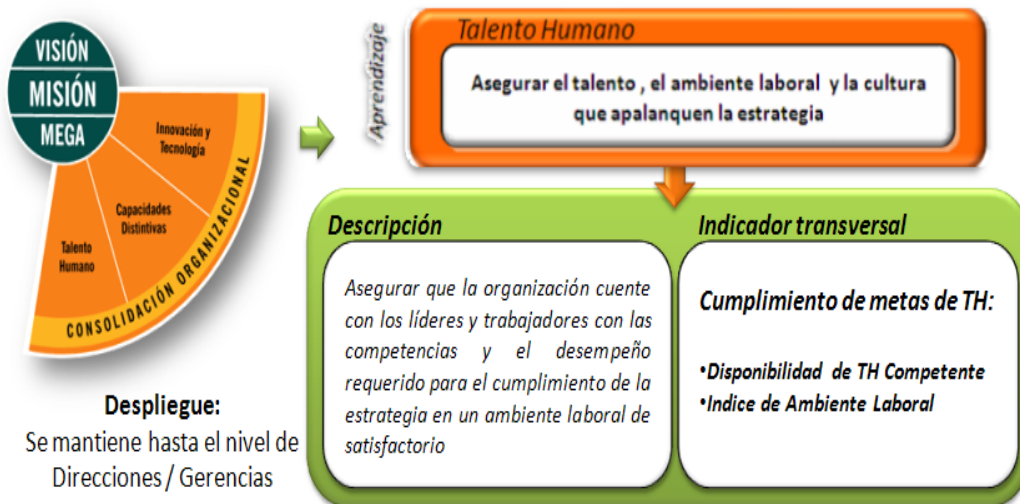 VISIÓN
MISIÓN
MEGA
Innovación y
Tecnología
Capacidades
Distintivas
Talento
Humano
CONSOLIDACIÓN ORGANIZACIONAL
Despliegue:
Se mantiene hasta el nivel de
Direcciones / Gerencias
Aprendizaje
Talento Humano
Asegurar el talento , el ambiente laboral y la cultura
que apalanquen la estrategia
Descripción
Asegurar que la organización cuente
con los líderes y trabajadores con las
competencias y el desempeño
requerido para el cumplimiento de la
estrategia en un ambiente laboral de
satisfactorio
Indicador transversal
Cumplimiento de metas de TH:
•Disponibilidad de TH Competente
•Indice de Ambiente Laboral